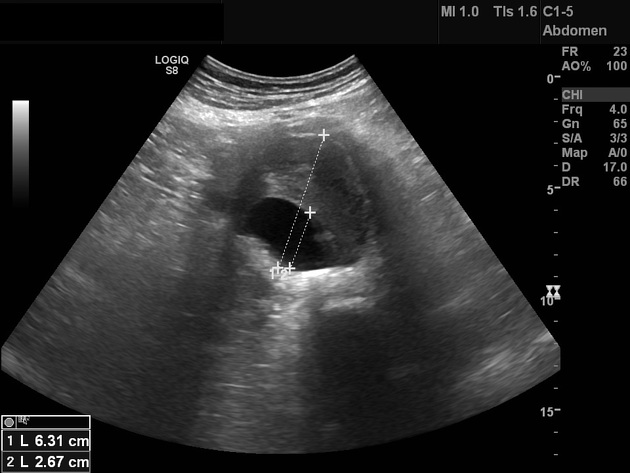 MI 1.0 TIs 1.6 C1-5
Abdomen
LOGIQ
S8
FR 23
AO% 100
CHI
Frq 4.0
Gn 65
S/A 3/3
Map A/0
D 17.0
DR 66
0
5
10
15
1 L 6.31 cm
2 L 2.67 cm